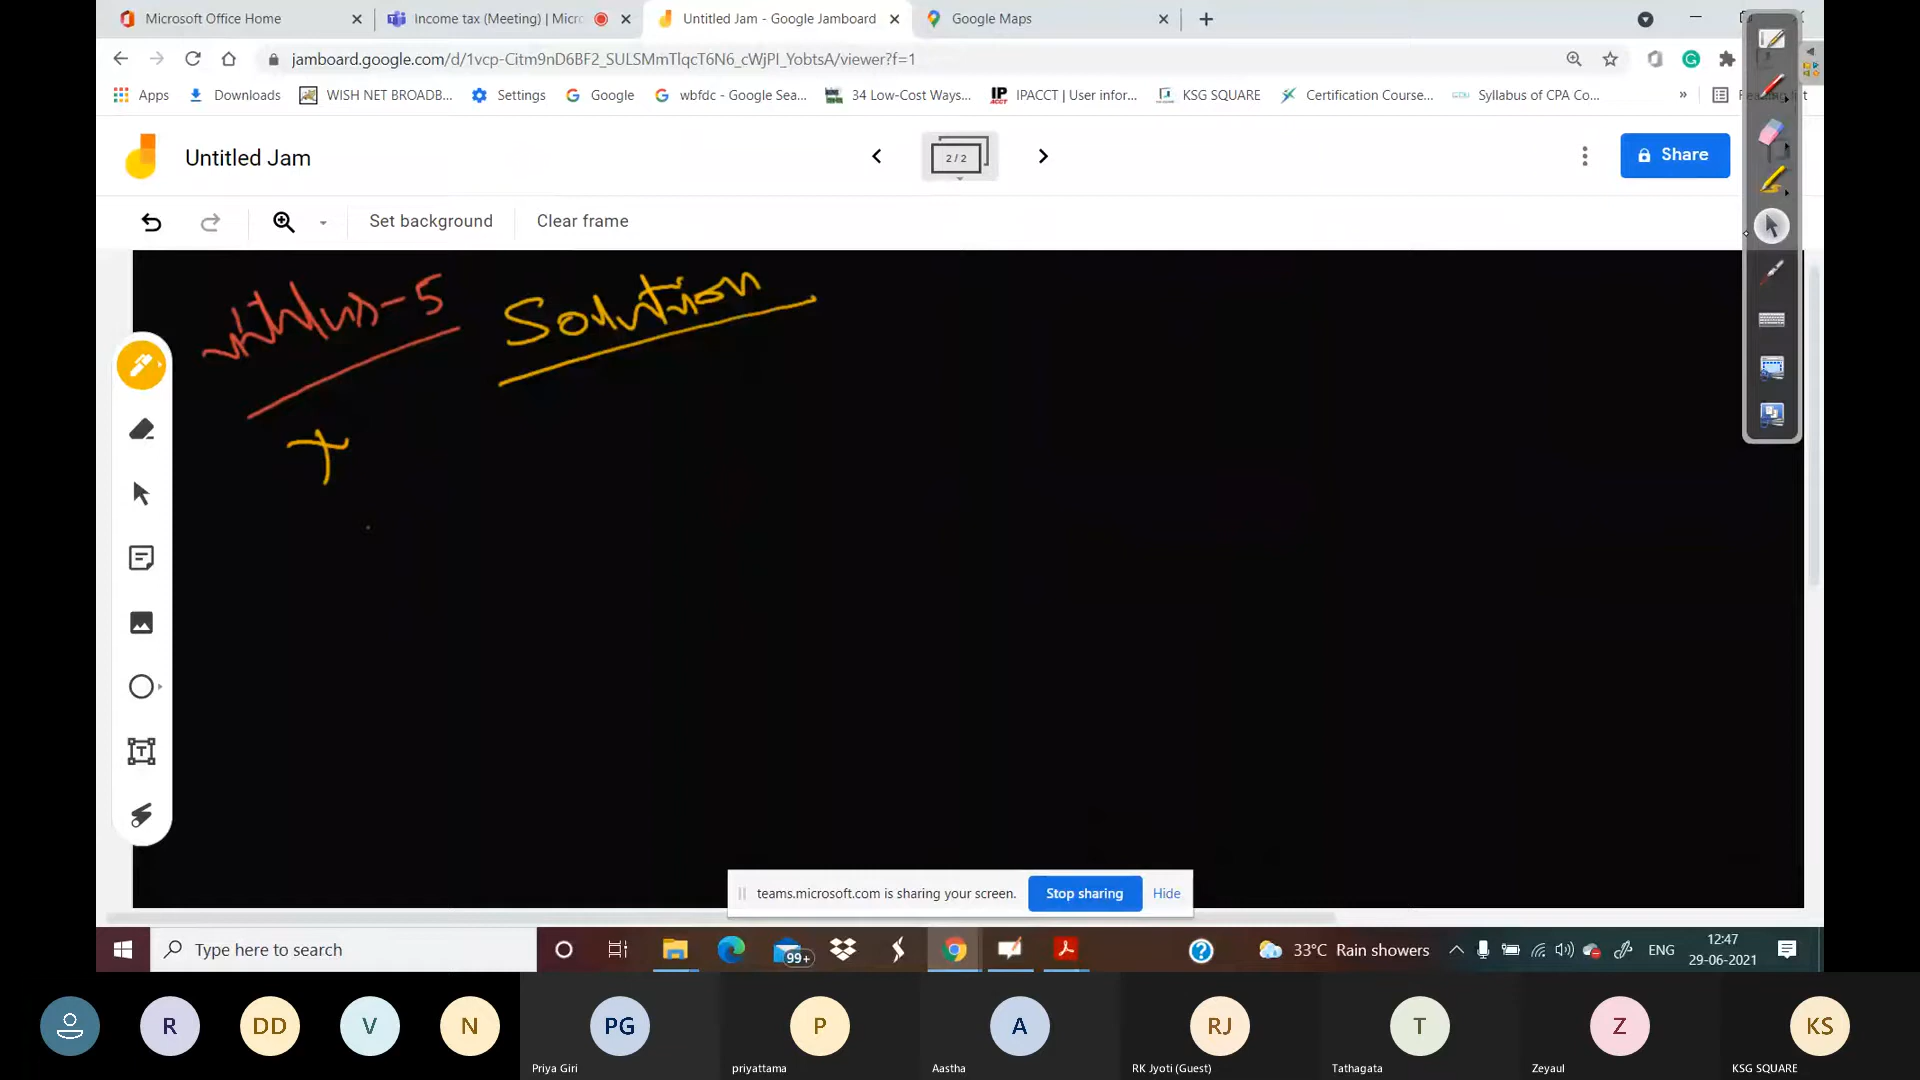 Microsoft Office Home
Income tax (Meeting) | Micro
Untitled Jam - Google Jamboard
Google Maps
jamboard.google.com/d/1vcp-Citm9nD6BF2_SULSMmTlqcT6N6_cWjPI_YobtsA/viewer?f=1
Apps
Downloads
WISH NET BROADB...
Settings
Google
wbfdc - Google Sea...
34 Low-Cost Ways...
IPACCT | User infor...
KSG SQUARE
Certification Course...
Syllabus of CPA Co...
»
Untitled Jam
2 / 2
Share
Set background
Clear frame
-5 Solution
teams.microsoft.com is sharing your screen.
Stop sharing
Hide
Type here to search
99+
33°C Rain showers
ENG
12:47
29-06-2021
R
DD
V
N
PG
P
A
RJ
T
Z
KS
Priya Giri
priyattama
Aastha
RK Jyoti (Guest)
Tathagata
Zeyaul
KSG SQUARE